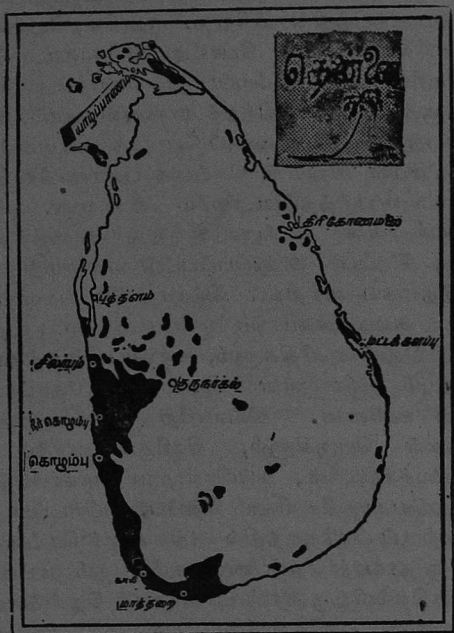 தென்னை
யாழ்ப்பாணம்
திரிகோணமலை
புத்தளம்
மட்டக்களப்பு
சிலாபம்
குருநாகல்
கொழும்பு
கொழும்பு
காலி
மாத்தறை